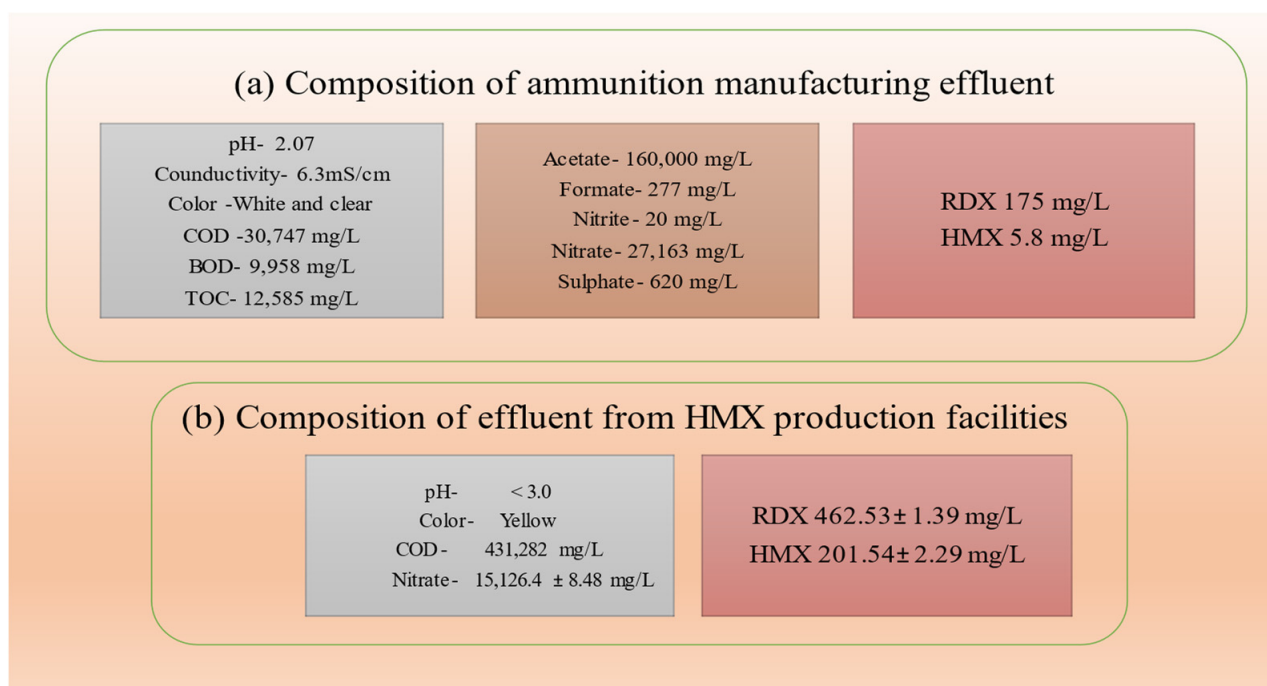 (a) Composition of ammunition manufacturing effluent
pH- 2.07
Counductivity- 6.3mS/cm
Color -White and clear
COD -30,747 mg/L
BOD- 9,958 mg/L
TOC- 12,585 mg/L
Acetate- 160,000 mg/L
Formate- 277 mg/L
Nitrite- 20 mg/L
Nitrate- 27,163 mg/L
Sulphate- 620 mg/L
RDX 175 mg/L
HMX 5.8 mg/L
(b) Composition of effluent from HMX production facilities
pH- < 3.0
Color- Yellow
COD- 431,282 mg/L
Nitrate- 15,126.4 ± 8.48 mg/L
RDX 462.53± 1.39 mg/L
HMX 201.54± 2.29 mg/L